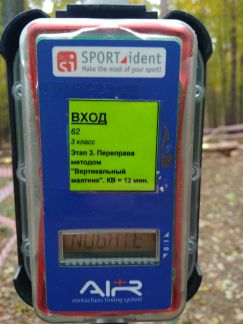 SPORTident
Make the most of your sport!
ВХОД
62
3 класс
Этап 3. Переправа
методом
"Вертикальный
маятник". КВ = 12 мин.
AIR+
contactless timing system